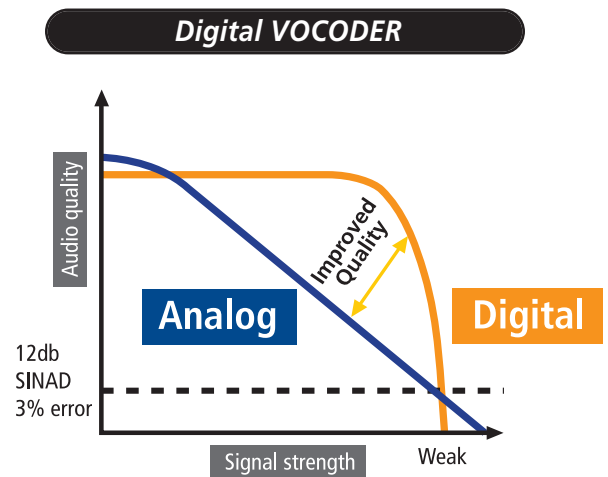 Digital VOCODER
Audio quality
Improved
Quality
Analog
Digital
12db
SINAD
3% error
Signal strength
Weak